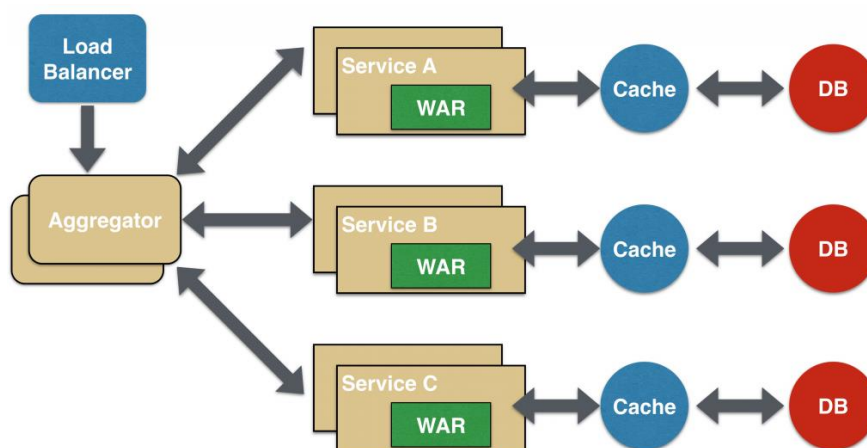 Load
Balancer
Aggregator
Service A
WAR
Cache
DB
Service B
WAR
Cache
DB
Service C
WAR
Cache
DB